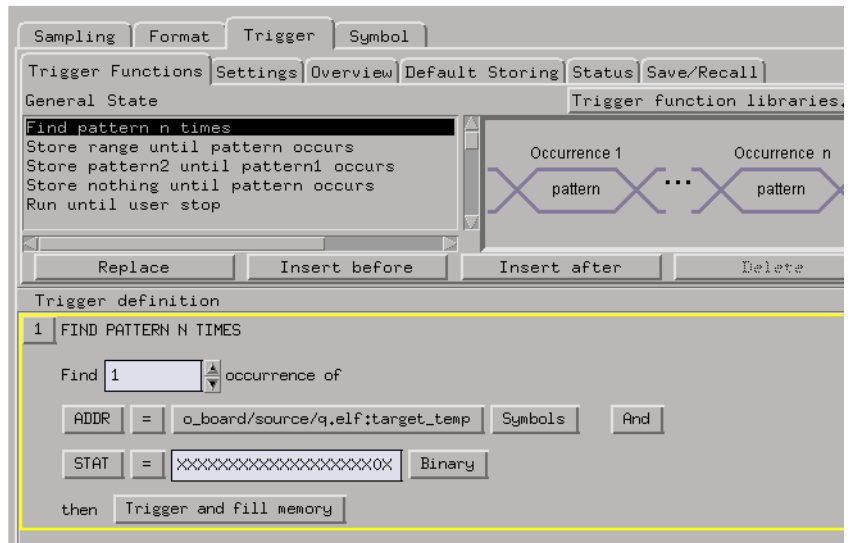 Sampling Format Trigger Symbol
Trigger Functions Settings Overview Default Storing Status Save/Recall
General State Trigger function libraries.
Find pattern n times
Store range until pattern occurs
Store pattern2 until pattern1 occurs
Store nothing until pattern occurs
Run until user stop
Occurrence 1 Occurrence n
pattern ... pattern
Replace Insert before Insert after Delete
Trigger definition
1 FIND PATTERN N TIMES
Find 1 occurrence of
ADDR = o_board/source/q.elf:target_temp Symbols And
STAT = XXXXXXXXXXXXXXXXXXX0X Binary
then Trigger and fill memory